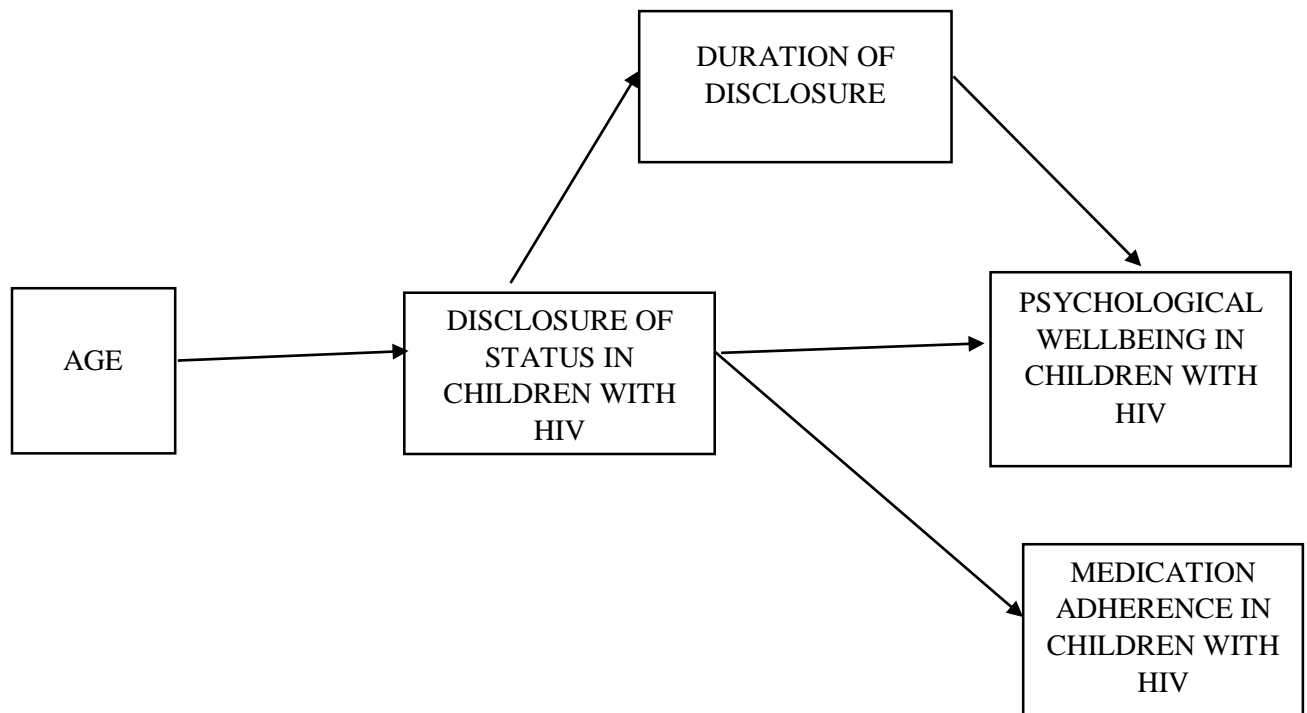 DURATION OF
DISCLOSURE
AGE
DISCLOSURE OF
STATUS IN
CHILDREN WITH
HIV
PSYCHOLOGICAL
WELLBEING IN
CHILDREN WITH
HIV
MEDICATION
ADHERENCE IN
CHILDREN WITH
HIV